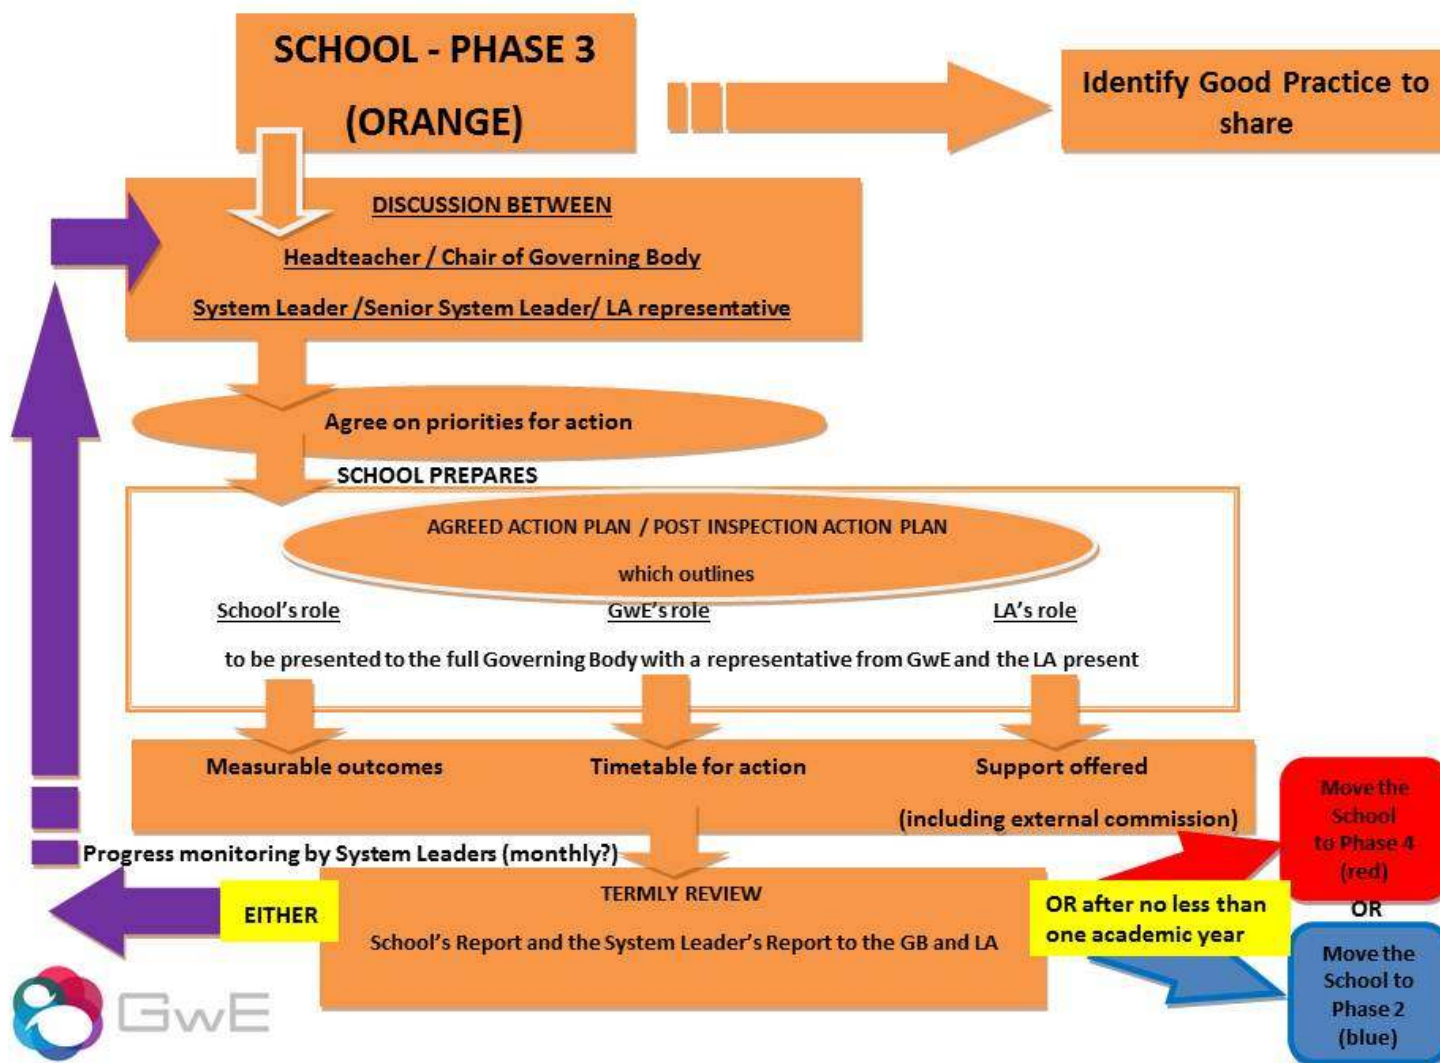 SCHOOL - PHASE 3
(ORANGE)
Identify Good Practice to
share
DISCUSSION BETWEEN
Headteacher / Chair of Governing Body
System Leader /Senior System Leader/ LA representative
Agree on priorities for action
SCHOOL PREPARES
AGREED ACTION PLAN / POST INSPECTION ACTION PLAN
which outlines
School's role GwE's role LA's role
to be presented to the full Governing Body with a representative from GwE and the LA present
Measurable outcomes Timetable for action Support offered
(including external commission)
Progress monitoring by System Leaders (monthly?)
TERMLY REVIEW
School's Report and the System Leader's Report to the GB and LA
EITHER
OR after no less than
one academic year
Move the
School
to Phase 4
(red)
OR
Move the
School to
Phase 2
(blue)
GwE